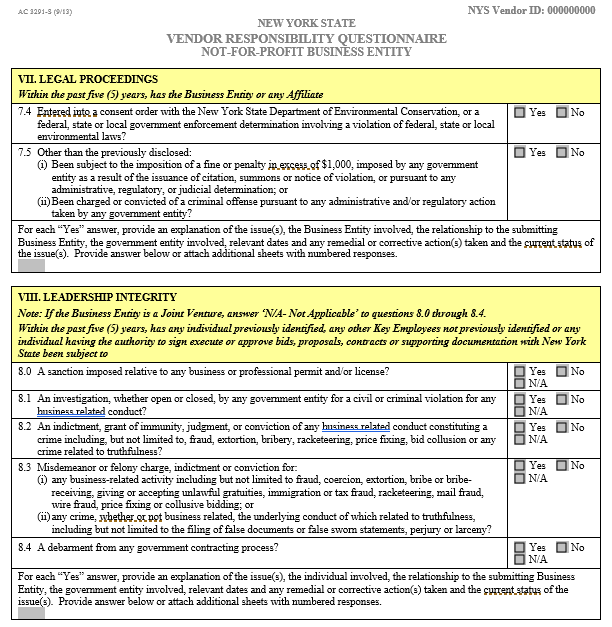 AC 3291-S (9/13)
NYS Vendor ID: 000000000
NEW YORK STATE
VENDOR RESPONSIBILITY QUESTIONNAIRE
NOT-FOR-PROFIT BUSINESS ENTITY
VII. LEGAL PROCEEDINGS
Within the past five (5) years, has the Business Entity or any Affiliate
7.4 Entered into a consent order with the New York State Department of Environmental Conservation, or a
federal, state or local government enforcement determination involving a violation of federal, state or local
environmental laws?
Yes No
7.5 Other than the previously disclosed:
(i) Been subject to the imposition of a fine or penalty in excess of $1,000, imposed by any government
entity as a result of the issuance of citation, summons or notice of violation, or pursuant to any
administrative, regulatory, or judicial determination; or
(ii) Been charged or convicted of a criminal offense pursuant to any administrative and/or regulatory action
taken by any government entity?
Yes No
For each “Yes” answer, provide an explanation of the issue(s), the Business Entity involved, the relationship to the submitting
Business Entity, the government entity involved, relevant dates and any remedial or corrective action(s) taken and the current status of
the issue(s). Provide answer below or attach additional sheets with numbered responses.
VIII. LEADERSHIP INTEGRITY
Note: If the Business Entity is a Joint Venture, answer ‘N/A- Not Applicable’ to questions 8.0 through 8.4.
Within the past five (5) years, has any individual previously identified, any other Key Employees not previously identified or any
individual having the authority to sign execute or approve bids, proposals, contracts or supporting documentation with New York
State been subject to
8.0 A sanction imposed relative to any business or professional permit and/or license?
Yes No
N/A
8.1 An investigation, whether open or closed, by any government entity for a civil or criminal violation for any
business related conduct?
Yes No
N/A
8.2 An indictment, grant of immunity, judgment, or conviction of any business related conduct constituting a
crime including, but not limited to, fraud, extortion, bribery, racketeering, price fixing, bid collusion or any
crime related to truthfulness?
Yes No
N/A
8.3 Misdemeanor or felony charge, indictment or conviction for:
(i) any business-related activity including but not limited to fraud, coercion, extortion, bribe or bribe-
receiving, giving or accepting unlawful gratuities, immigration or tax fraud, racketeering, mail fraud,
wire fraud, price fixing or collusive bidding; or
(ii) any crime, whether or not business related, the underlying conduct of which related to truthfulness,
including but not limited to the filing of false documents or false sworn statements, perjury or larceny?
Yes No
N/A
8.4 A debarment from any government contracting process?
Yes No
N/A
For each “Yes” answer, provide an explanation of the issue(s), the individual involved, the relationship to the submitting Business
Entity, the government entity involved, relevant dates and any remedial or corrective action(s) taken and the current status of the
issue(s). Provide answer below or attach additional sheets with numbered responses.